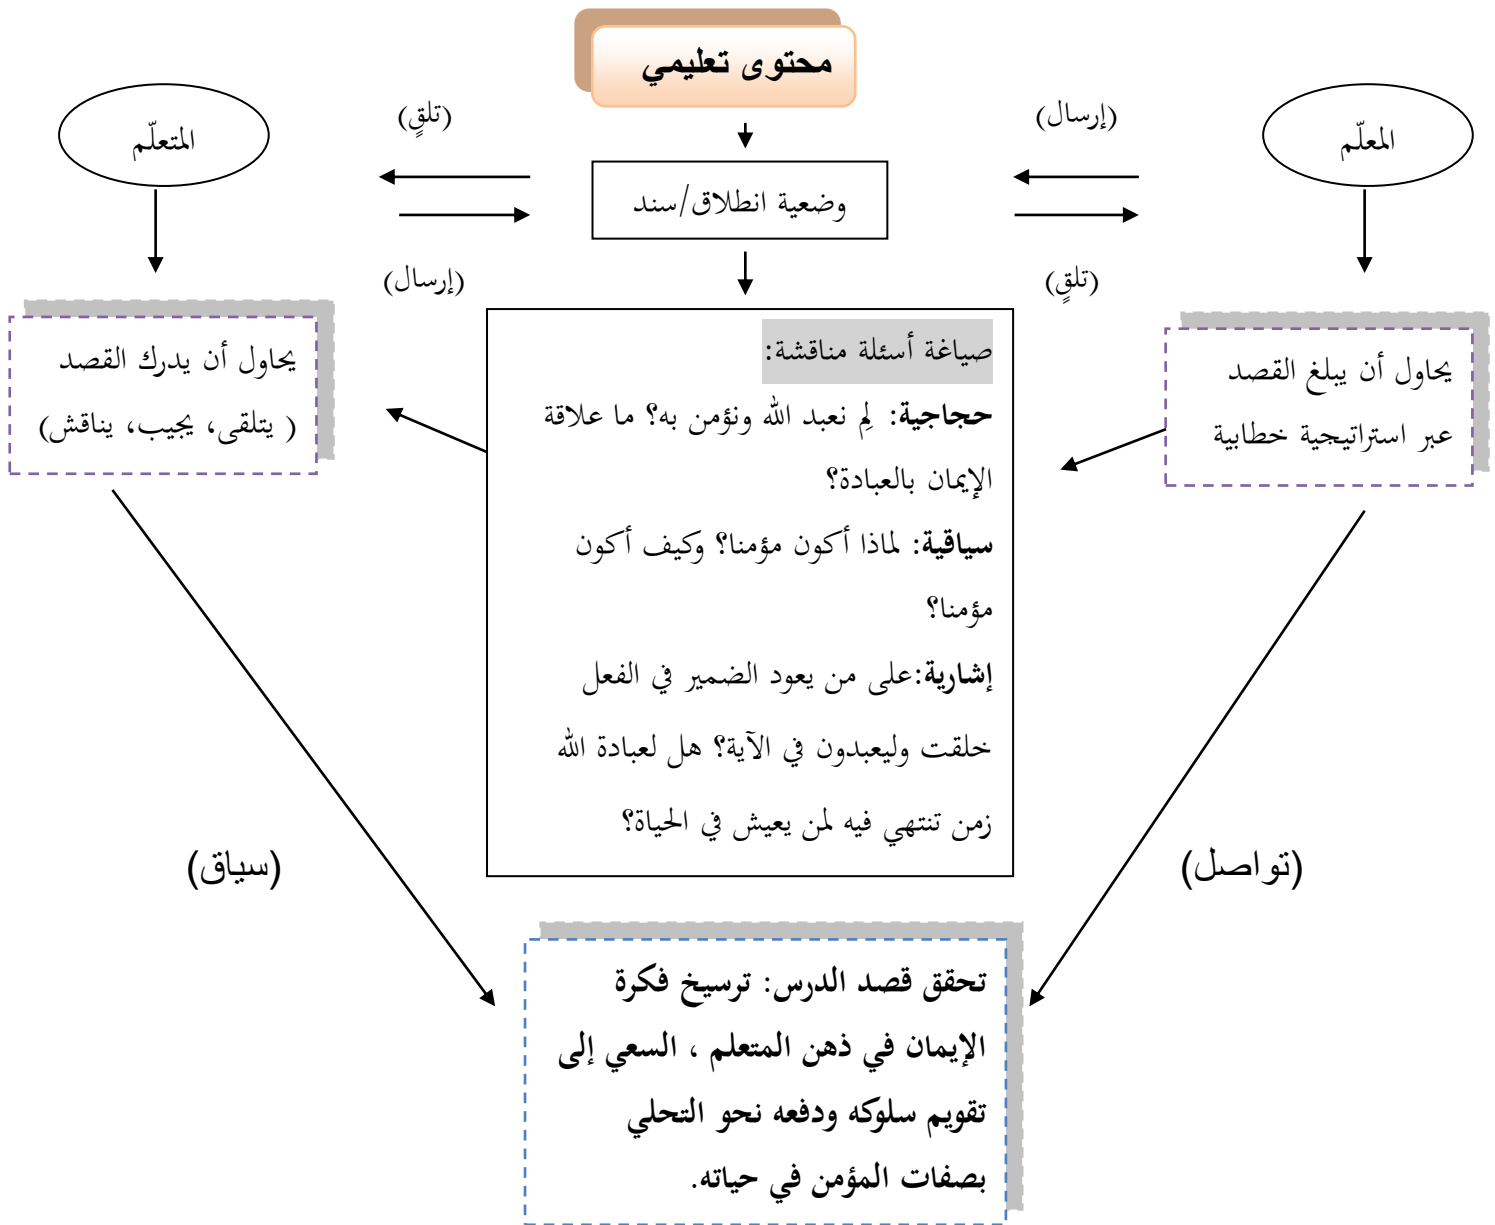 محتوى تعليمي
المعلّم
(إرسال)
(تلقٍ)
المتعلّم
وضعية انطلاق/سند
(تلقٍ)
(إرسال)
يحاول أن يبلغ القصد
عبر استراتيجية خطابية
صياغة أسئلة مناقشة:
حجاجية: لِم نعبد الله ونؤمن به؟ ما علاقة
الإيمان بالعبادة؟
سياقية: لماذا أكون مؤمنا؟ وكيف أكون
مؤمنا؟
إشارية:على من يعود الضمير في الفعل
خلقت وليعبدون في الآية؟ هل لعبادة الله
زمن تنتهي فيه لمن يعيش في الحياة؟
يحاول أن يدرك القصد
( يتلقى، يجيب، يناقش)
(تواصل)
(سياق)
تحقق قصد الدرس: ترسيخ فكرة
الإيمان في ذهن المتعلم ، السعي إلى
تقويم سلوكه ودفعه نحو التحلي
بصفات المؤمن في حياته.